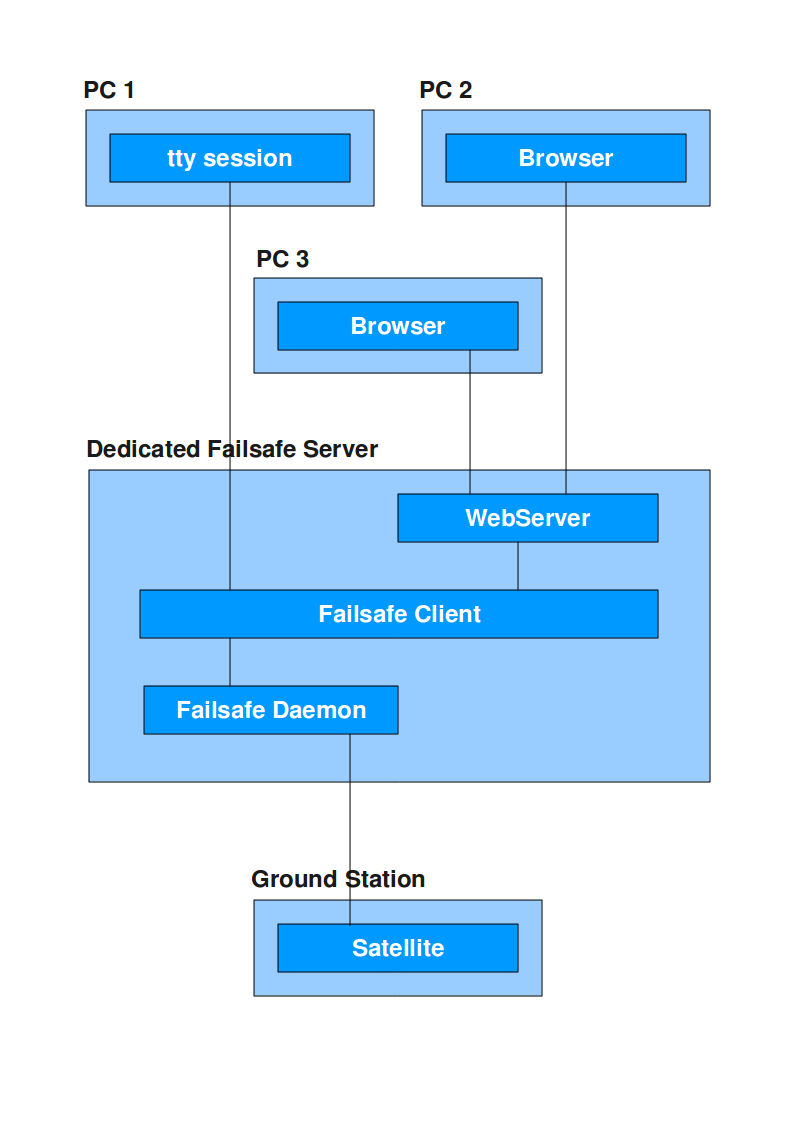 PC 1
PC 2
tty session
Browser
PC 3
Browser
Dedicated Failsafe Server
WebServer
Failsafe Client
Failsafe Daemon
Ground Station
Satellite